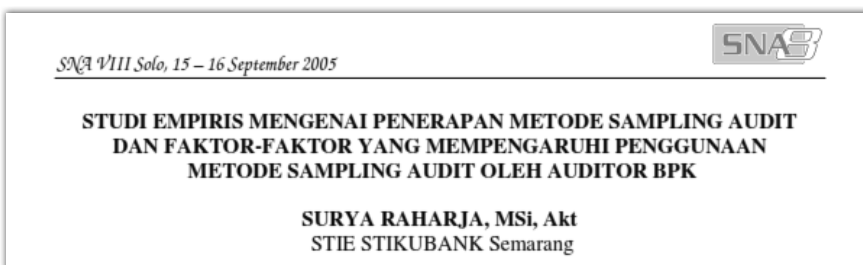 SNA 8
SNA VIII Solo, 15 – 16 September 2005
STUDI EMPIRIS MENGENAI PENERAPAN METODE SAMPLING AUDIT
DAN FAKTOR-FAKTOR YANG MEMPENGARUHI PENGGUNAAN
METODE SAMPLING AUDIT OLEH AUDITOR BPK
SURYA RAHARJA, MSi, Akt
STIE STIKUBANK Semarang